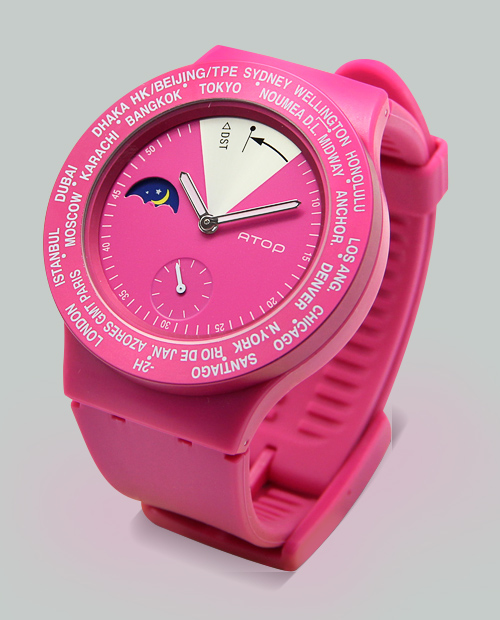 DHAKA HK/BEIJING/TPE SYDNEY WELLINGTON HONOLULU
KARACHI BANGKOK TOKYO NOUMEA D/L MIDWAY ANCHOR.
DUBAI
MOSCOW
ISTANBUL
PARIS
LONDON
GMT
AZORES
-2H
RIO DE JAN.
SANTIAGO
N.YORK
CHICAGO
DENVER
LOS ANG
DST
ATOP
50
45
40
35
30
25
20
15
10